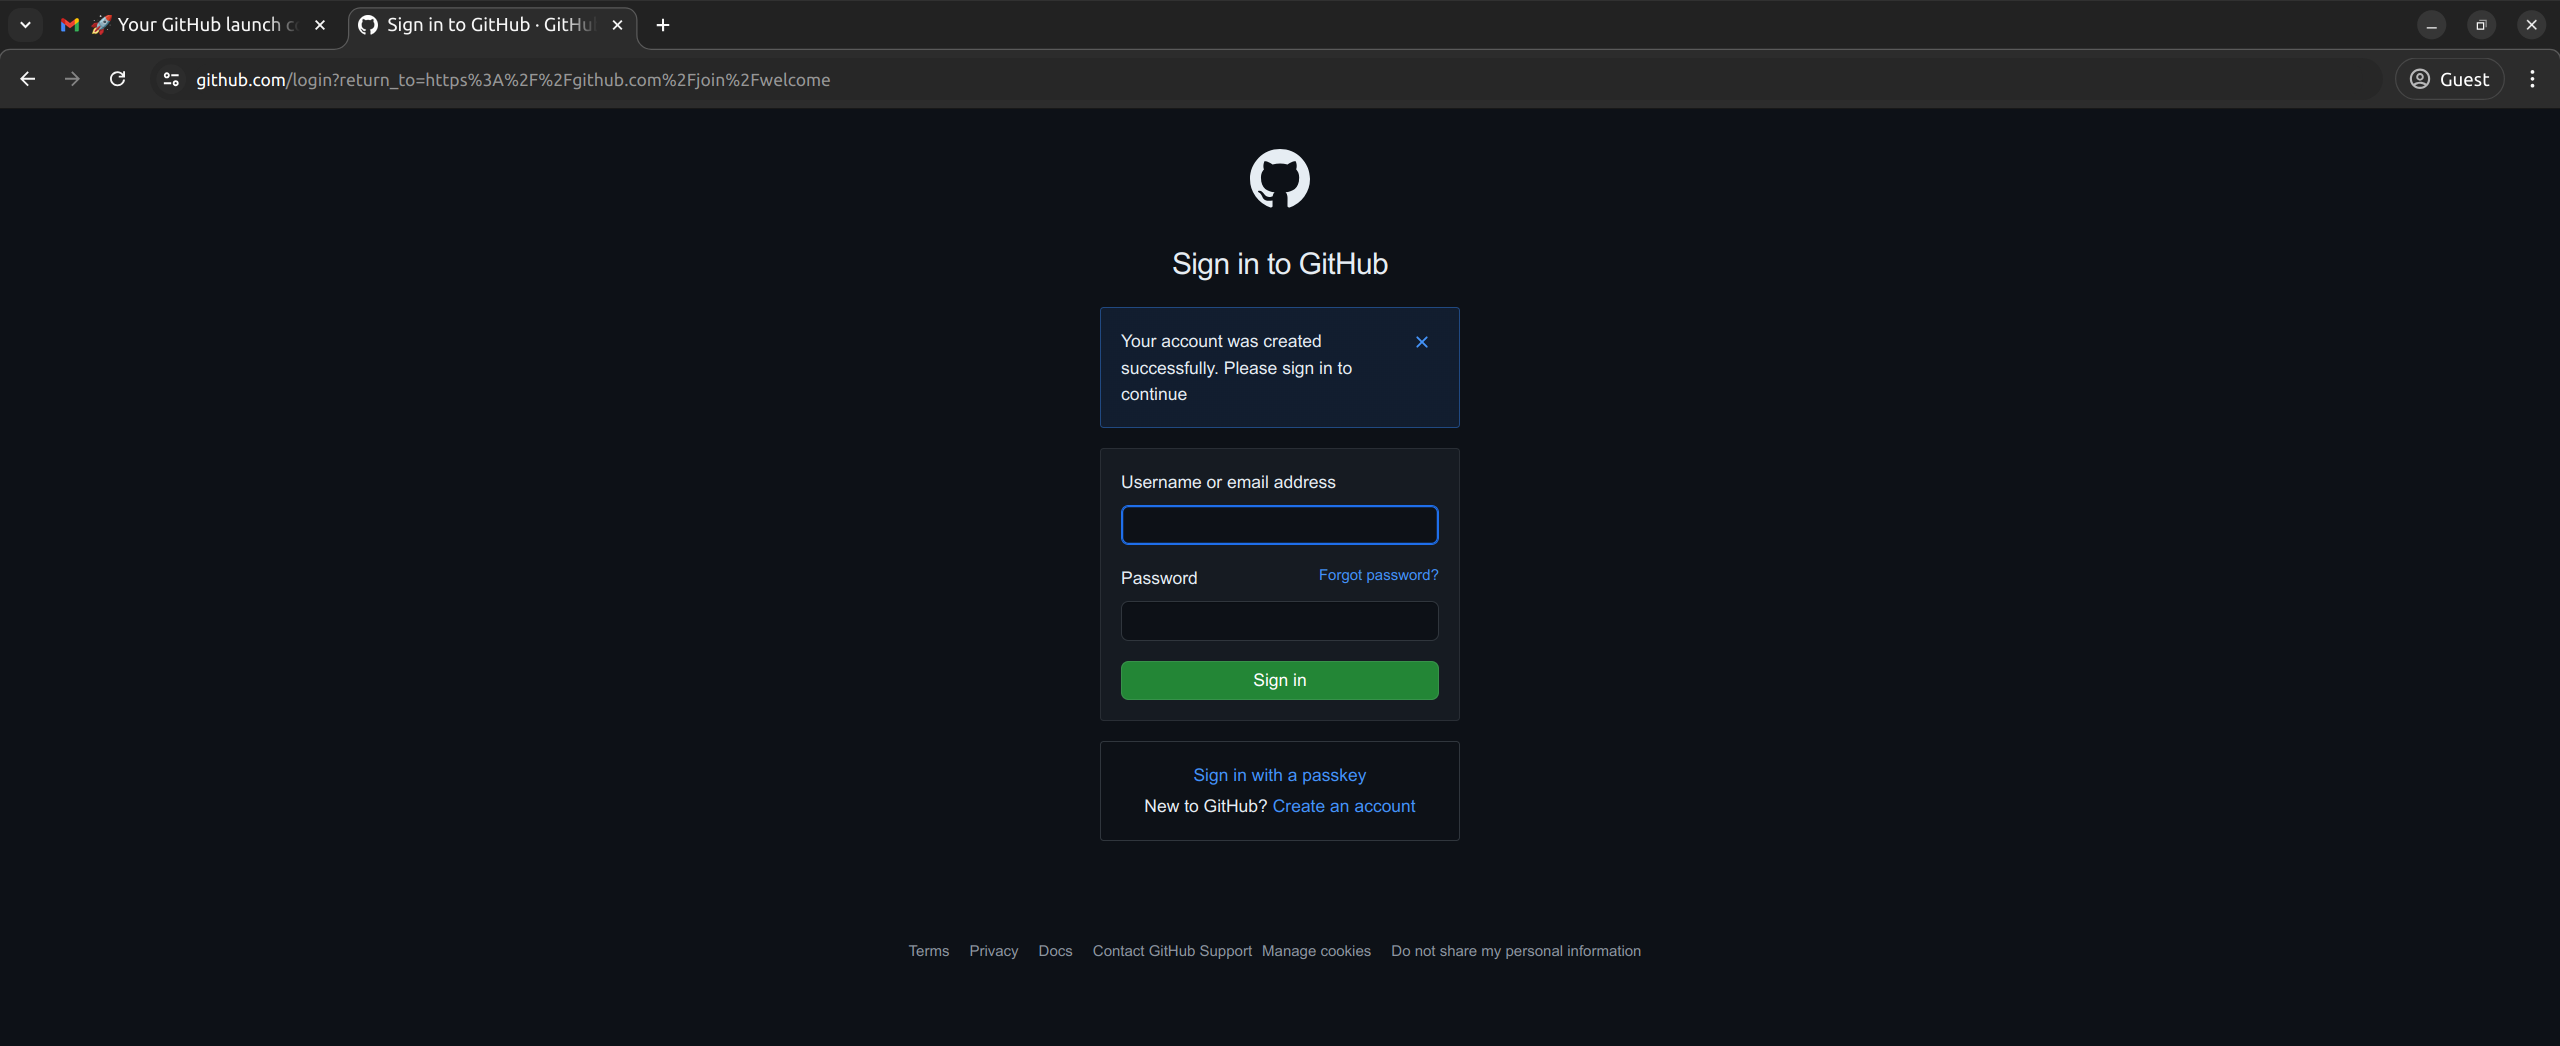 🚀 Your GitHub launch c
Sign in to GitHub · GitHu
github.com/login?return_to=https%3A%2F%2Fgithub.com%2Fjoin%2Fwelcome
Guest
Sign in to GitHub
Your account was created
successfully. Please sign in to
continue
Username or email address
Password
Forgot password?
Sign in
Sign in with a passkey
New to GitHub? Create an account
Terms Privacy Docs Contact GitHub Support Manage cookies Do not share my personal information